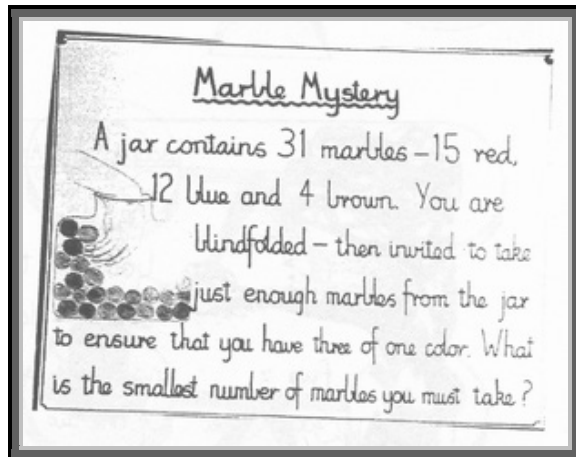 Marble Mystery
A jar contains 31 marbles – 15 red,
12 blue and 4 brown. You are
blindfolded – then invited to take
just enough marbles from the jar
to ensure that you have three of one color. What
is the smallest number of marbles you must take?